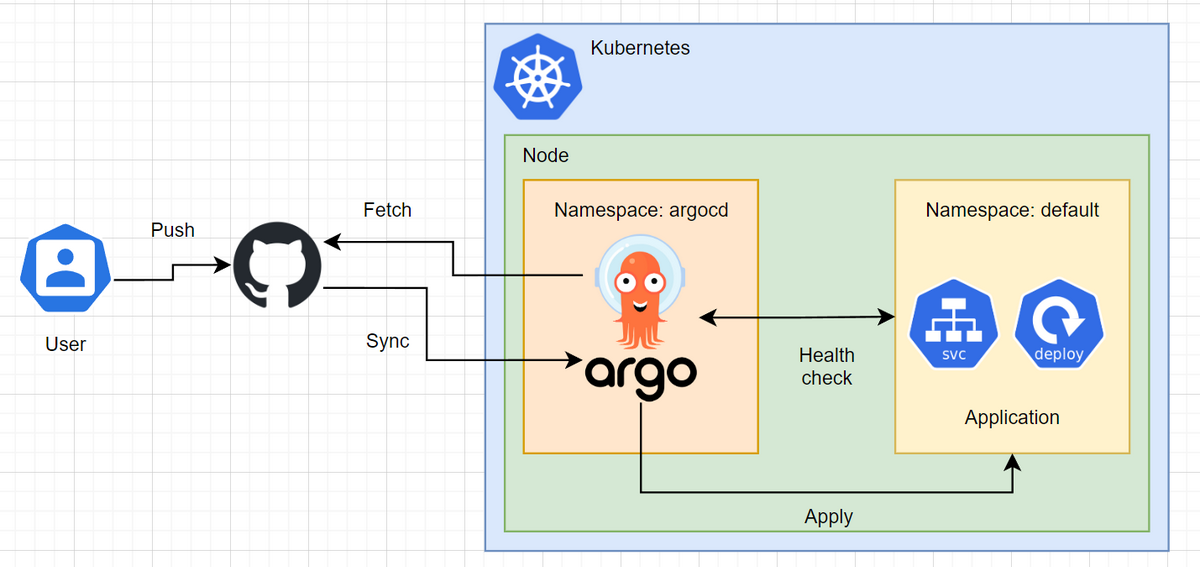 Kubernetes
Node
Namespace: argocd
Namespace: default
Fetch
Push
User
Sync
argo
Health
check
svc
deploy
Application
Apply